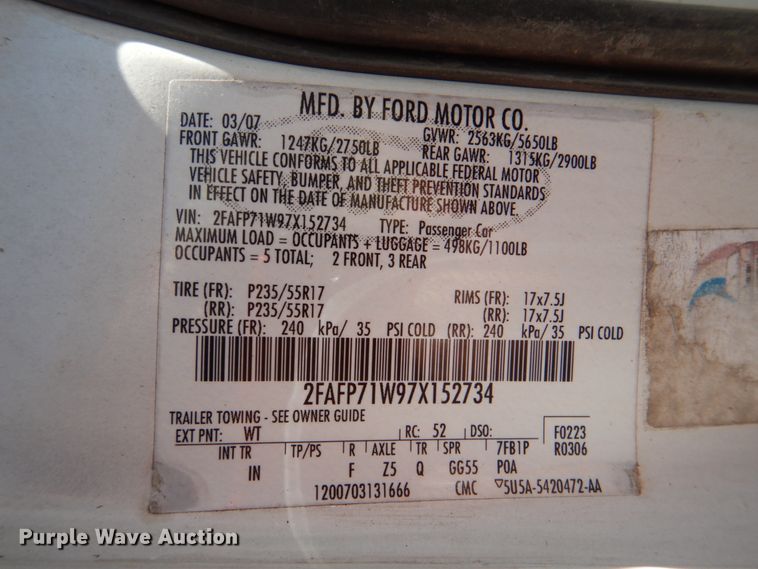 MFD. BY FORD MOTOR CO.
DATE: 03/07 GVWR: 2563KG/5650LB
FRONT GAWR: 1247KG/2750LB REAR GAWR: 1315KG/2900LB
THIS VEHICLE CONFORMS TO ALL APPLICABLE FEDERAL MOTOR
VEHICLE SAFETY, BUMPER, AND THEFT PREVENTION STANDARDS
IN EFFECT ON THE DATE OF MANUFACTURE SHOWN ABOVE.
VIN: 2FAFP71W97X152734 TYPE: Passenger Car
MAXIMUM LOAD = OCCUPANTS + LUGGAGE = 498KG/1100LB
OCCUPANTS = 5 TOTAL; 2 FRONT, 3 REAR
TIRE (FR): P235/55R17 RIMS (FR): 17x7.5J
(RR): P235/55R17 (RR): 17x7.5J
PRESSURE (FR): 240 kPa/ 35 PSI COLD (RR): 240 kPa/ 35 PSI COLD
2FAFP71W97X152734
TRAILER TOWING - SEE OWNER GUIDE
EXT PNT: WT RC: 52 DSO: F0223
R0306
INT TR TP/PS R AXLE TR SPR 7FB1P
IN F Z5 Q GG55 POA
1200703131666 CMC ▽5U5A-5420472-AA
Purple Wave Auction